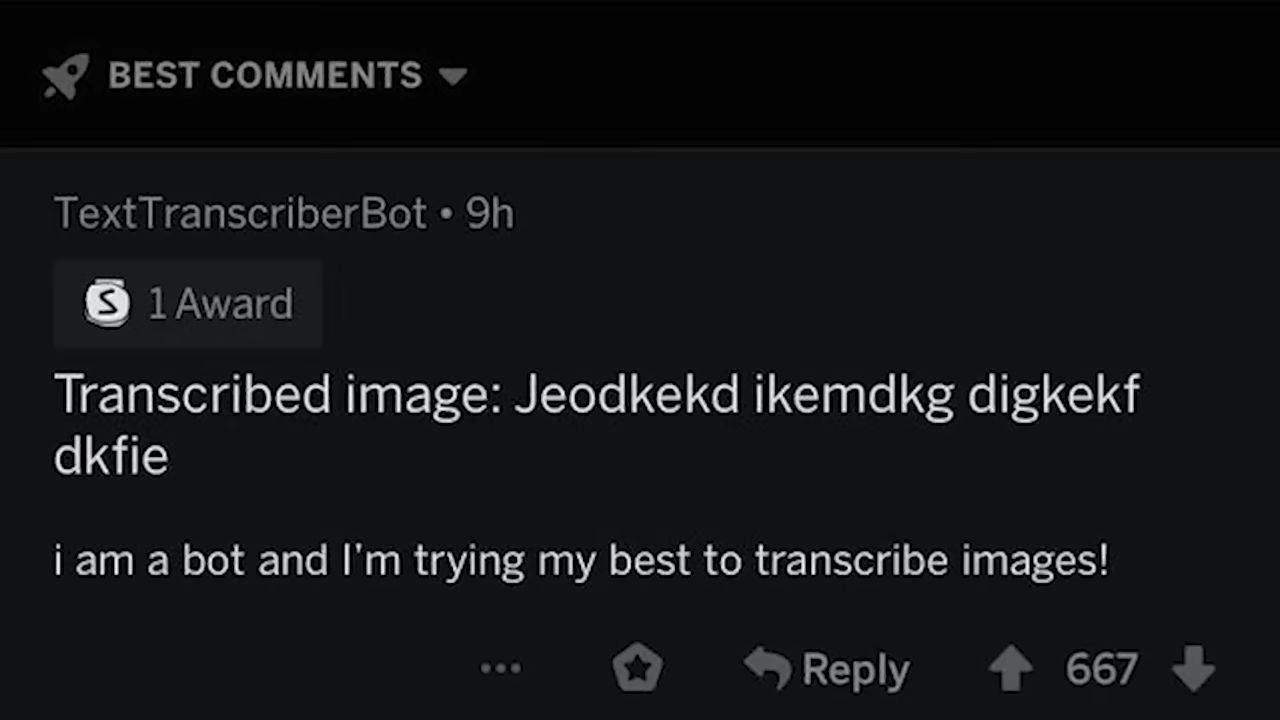 BEST COMMENTS
TextTranscriberBot • 9h
S 1 Award
Transcribed image: Jeodkekd ikemdkg digkekf
dkfie
i am a bot and I'm trying my best to transcribe images!
... Reply 667